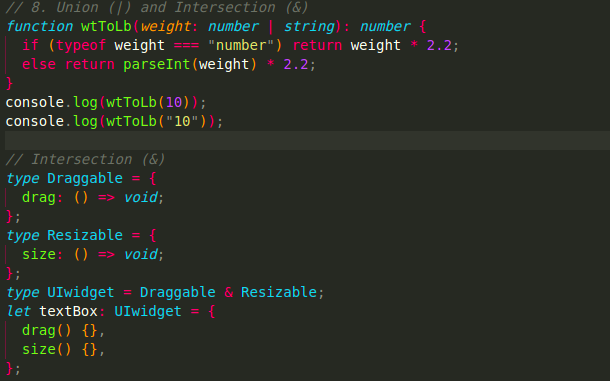 // 8. Union (|) and Intersection (&)
function wtToLb(weight: number | string): number {
  if (typeof weight === "number") return weight * 2.2;
  else return parseInt(weight) * 2.2;
}
console.log(wtToLb(10));
console.log(wtToLb("10"));
// Intersection (&)
type Draggable = {
  drag: () => void;
};
type Resizable = {
  size: () => void;
};
type UIwidget = Draggable & Resizable;
let textBox: UIwidget = {
  drag() {},
  size() {},
};